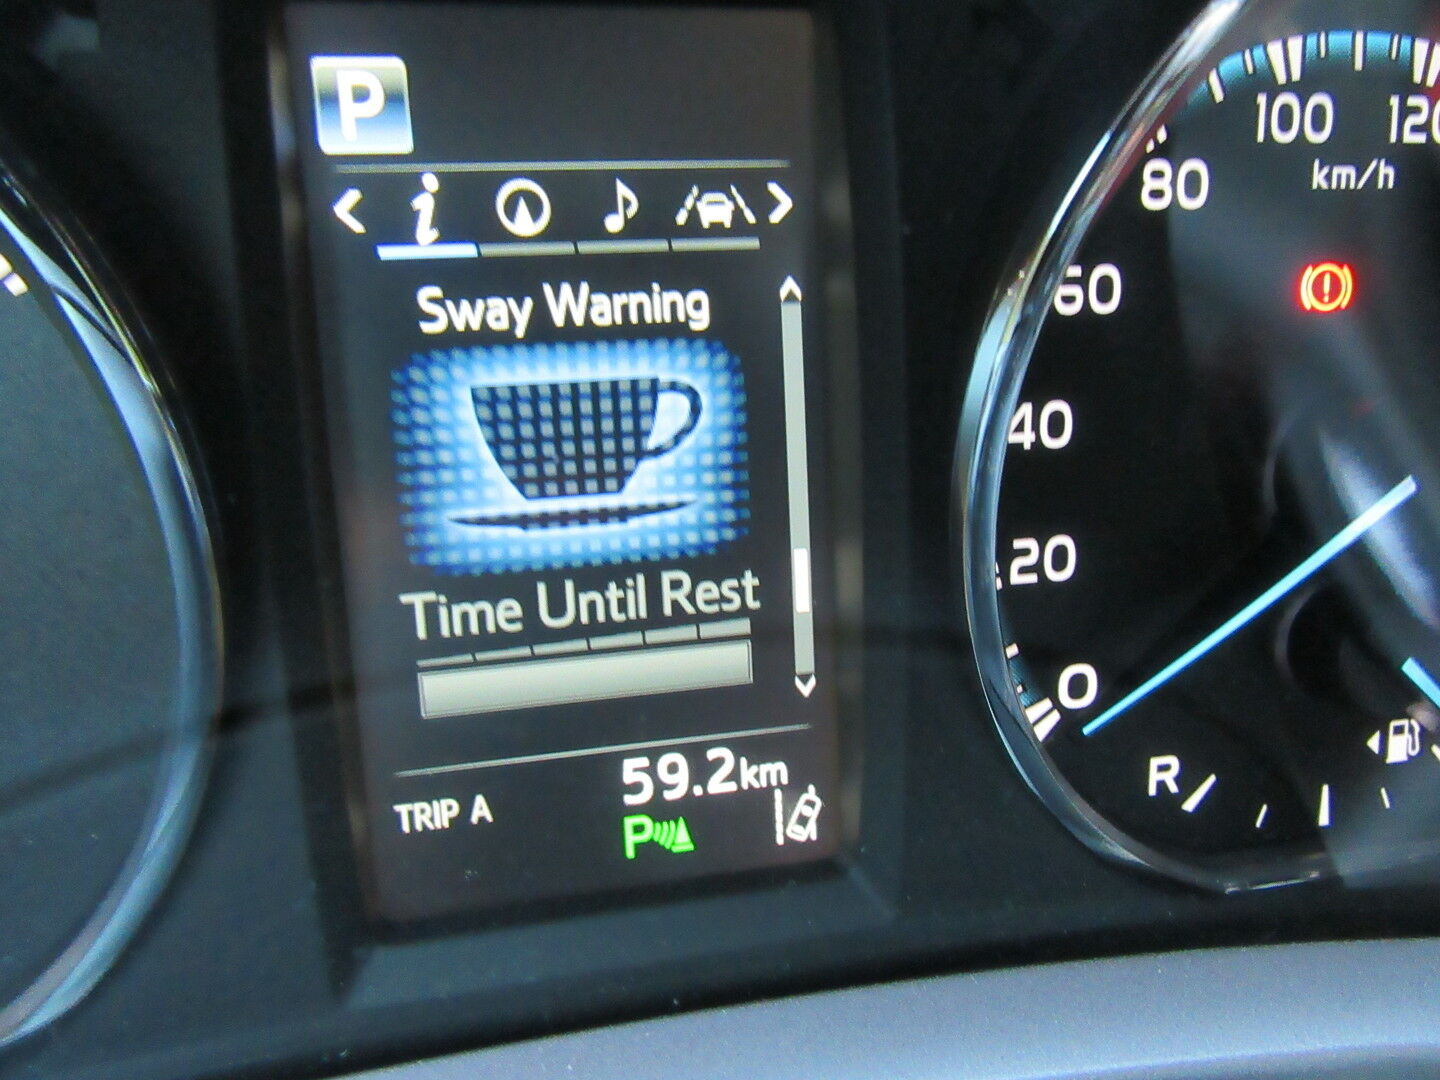 P
Sway Warning
Time Until Rest
TRIP A
59.2km
P
100
120
km/h
80
60
40
20
0
R